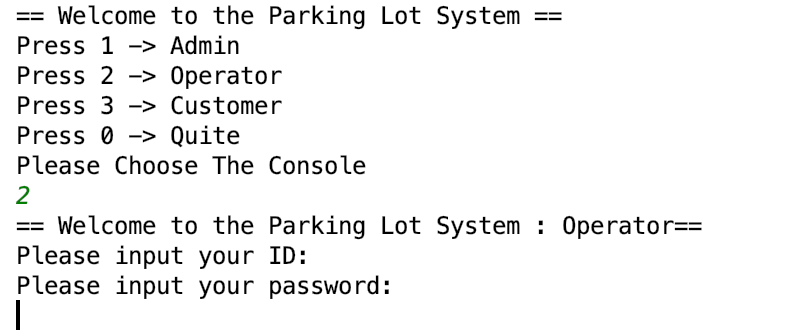 == Welcome to the Parking Lot System ==
Press 1 -> Admin
Press 2 -> Operator
Press 3 -> Customer
Press 0 -> Quite
Please Choose The Console
2
== Welcome to the Parking Lot System : Operator==
Please input your ID:
Please input your password: